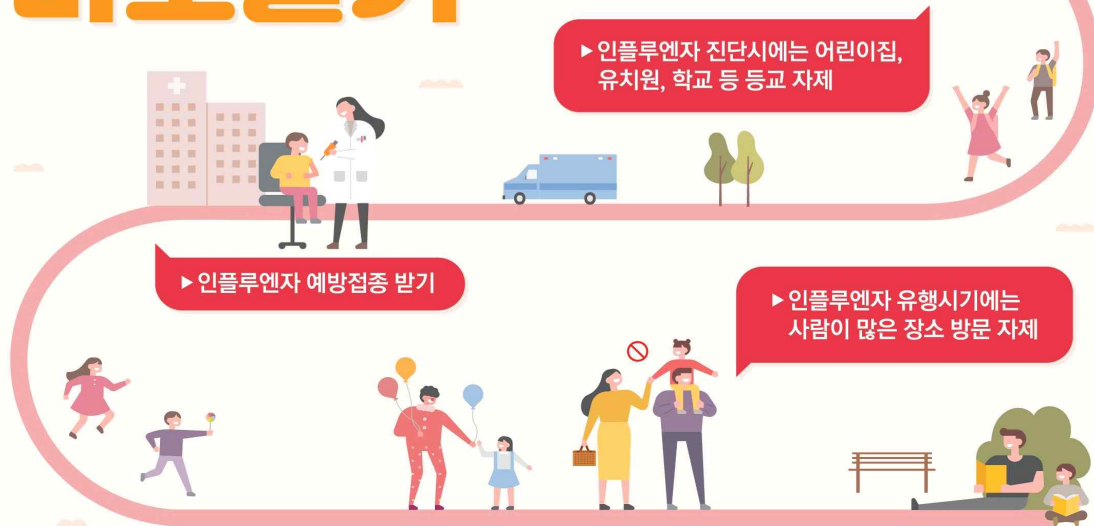 ▶인플루엔자 진단시에는 어린이집,
유치원, 학교 등 등교 자제
▶인플루엔자 예방접종 받기
▶인플루엔자 유행시기에는
사람이 많은 장소 방문 자제